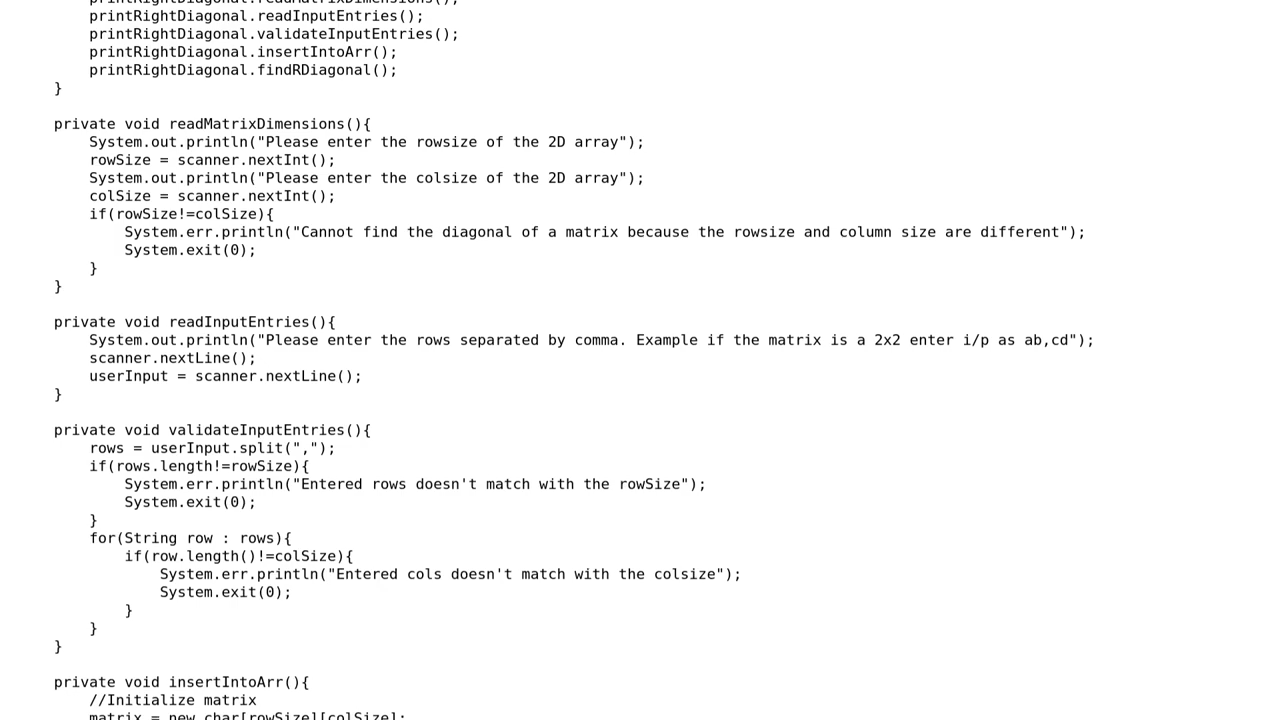 printRightDiagonal.readMatrixDimensions();
printRightDiagonal.readInputEntries();
printRightDiagonal.validateInputEntries();
printRightDiagonal.insertIntoArr();
printRightDiagonal.findRDiagonal();
}
private void readMatrixDimensions(){
System.out.println("Please enter the rowsize of the 2D array");
rowSize = scanner.nextInt();
System.out.println("Please enter the colsize of the 2D array");
colSize = scanner.nextInt();
if(rowSize!=colSize){
System.err.println("Cannot find the diagonal of a matrix because the rowsize and column size are different");
System.exit(0);
}
}
private void readInputEntries(){
System.out.println("Please enter the rows separated by comma. Example if the matrix is a 2x2 enter i/p as ab,cd");
scanner.nextLine();
userInput = scanner.nextLine();
}
private void validateInputEntries(){
rows = userInput.split(",");
if(rows.length!=rowSize){
System.err.println("Entered rows doesn't match with the rowSize");
System.exit(0);
}
for(String row : rows){
if(row.length()!=colSize){
System.err.println("Entered cols doesn't match with the colsize");
System.exit(0);
}
}
}
private void insertIntoArr(){
//Initialize matrix
matrix = new char[rowSize][colSize];